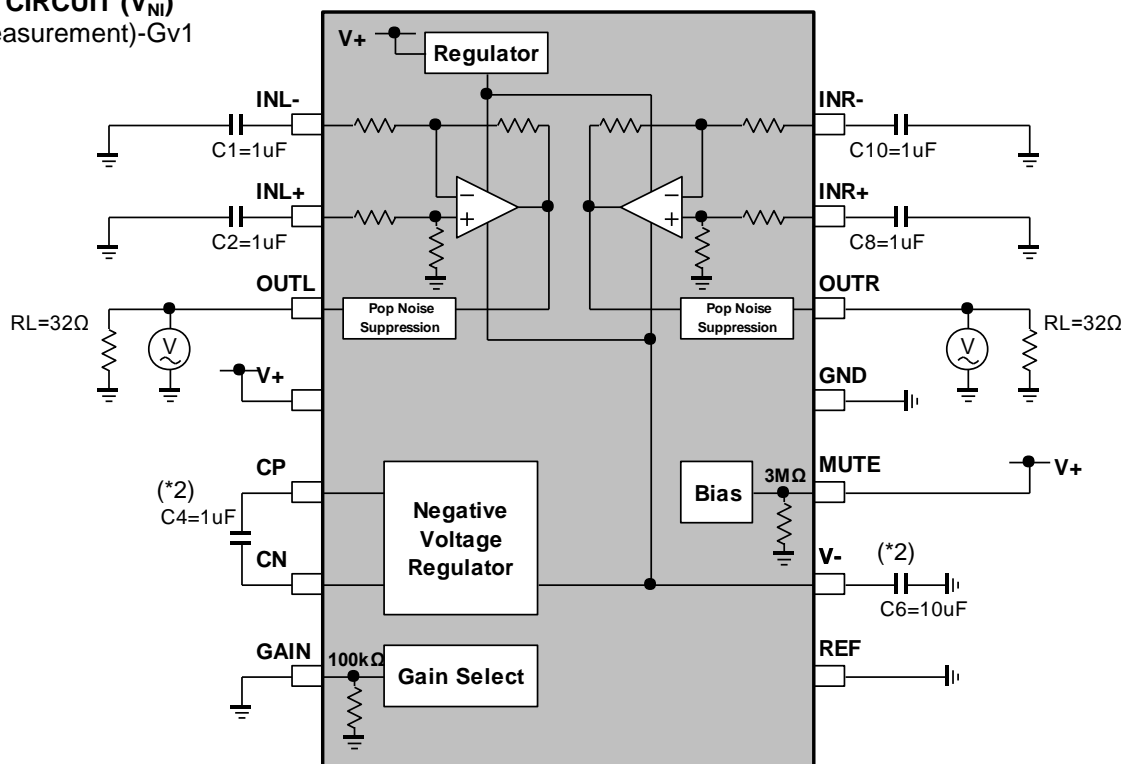 CIRCUIT (VNI)
easurement)-Gv1
V+
Regulator
INL-
INR-
C1=1uF
C10=1uF
INL+
INR+
−
+
−
+
C2=1uF
C8=1uF
OUTL
OUTR
Pop Noise
Suppression
Pop Noise
Suppression
RL=32Ω
V
V
RL=32Ω
V+
GND
CP
MUTE
V+
(*2)
C4=1uF
Negative
Voltage
Regulator
Bias
3MΩ
CN
V-
(*2)
C6=10uF
GAIN
REF
100kΩ
Gain Select